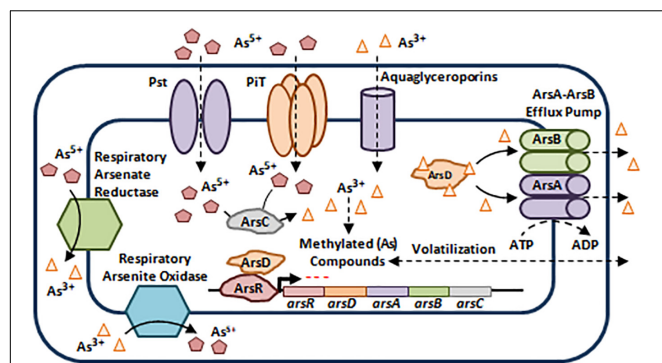 As5+
As5+
As3+
Pst
PiT
Aquaglyceroporins
ArsA-ArsB
Efflux Pump
ArsB
ArsD
ArsA
As5+
Respiratory
Arsenate
Reductase
As5+
As5+
ArsC
As3+
Methylated (As)
Compounds
Volatilization
ATP
ADP
As3+
Respiratory
Arsenite Oxidase
ArsD
ArsR
arsR
arsD
arsA
arsB
arsC
As3+
As5+